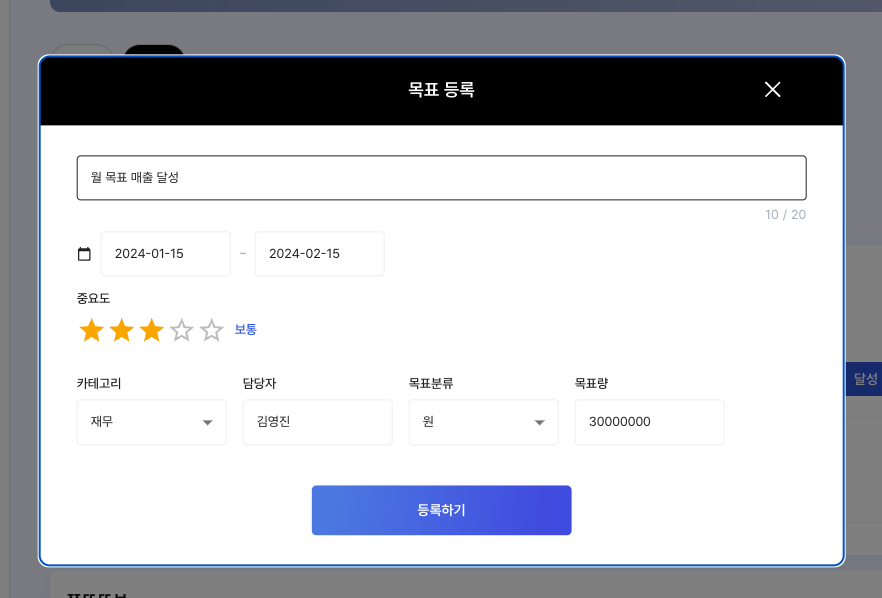 목표 등록
월 목표 매출 달성
10 / 20
2024-01-15 ~ 2024-02-15
중요도
보통
카테고리 담당자 목표분류 목표량
재무 김영진 원 30000000
달성
등록하기